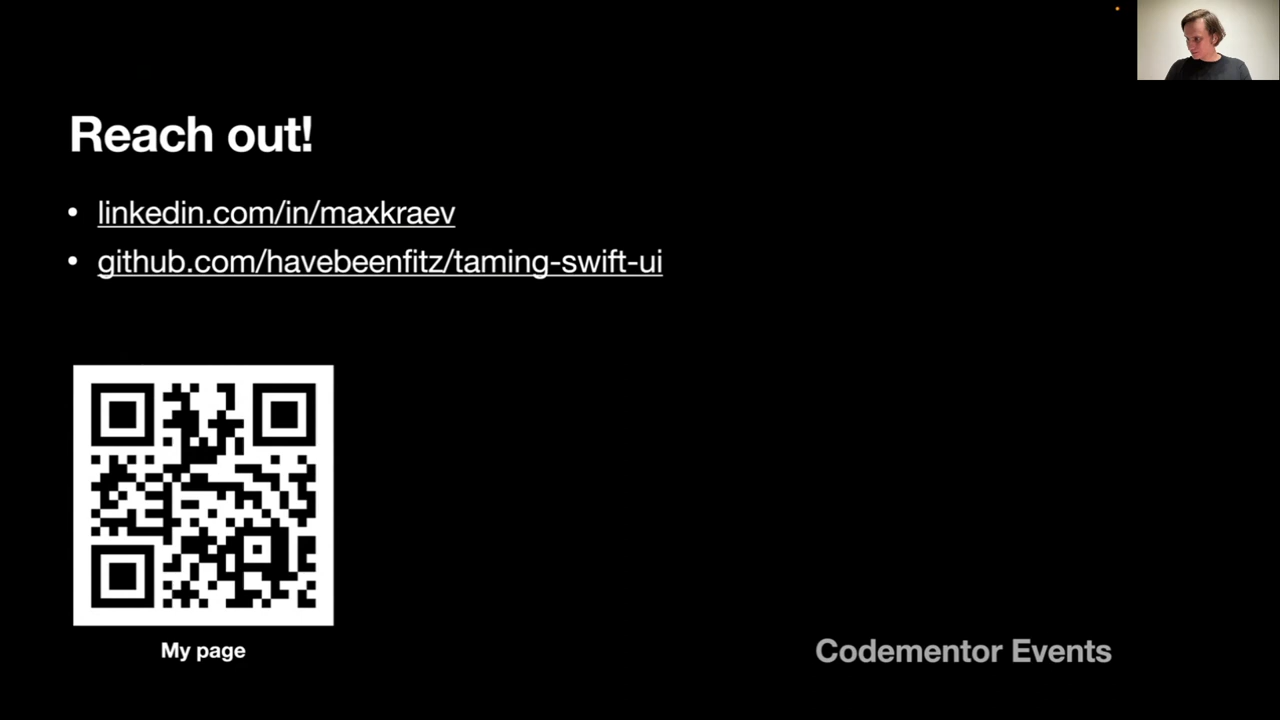 Reach out!
• linkedin.com/in/maxkraev
• github.com/havebeenfitz/taming-swift-ui
My page
Codementor Events